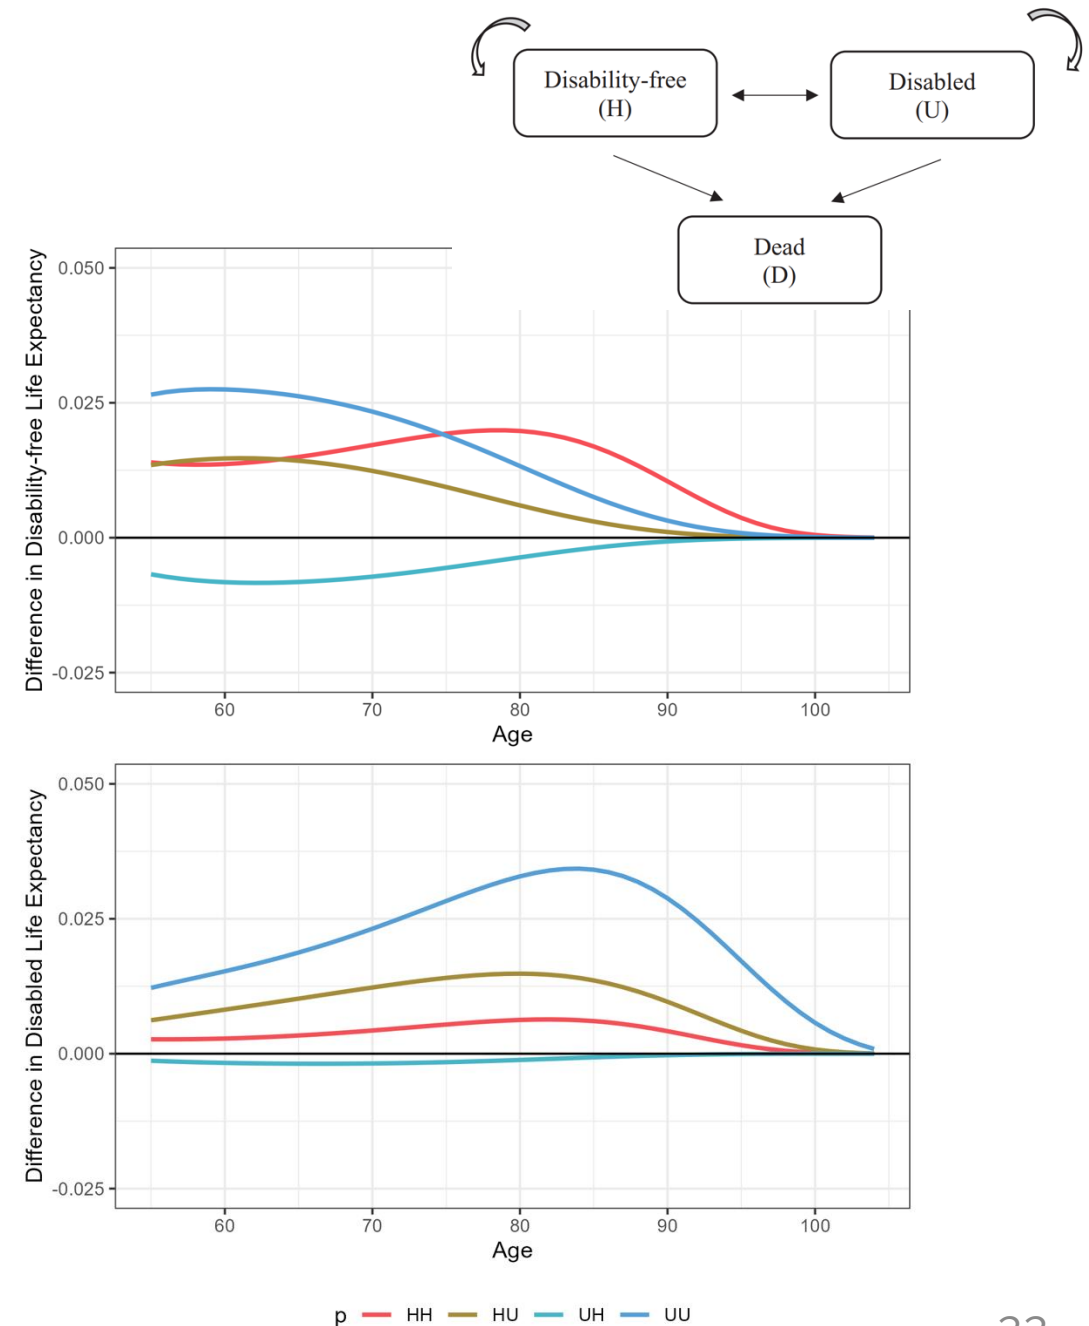 Disability-free
(H)
Disabled
(U)
Dead
(D)
Difference in Disability-free Life Expectancy
0.050
0.025
0.000
-0.025
60 70 80 90 100
Age
Difference in Disabled Life Expectancy
0.050
0.025
0.000
-0.025
60 70 80 90 100
Age
p HH HU UH UU